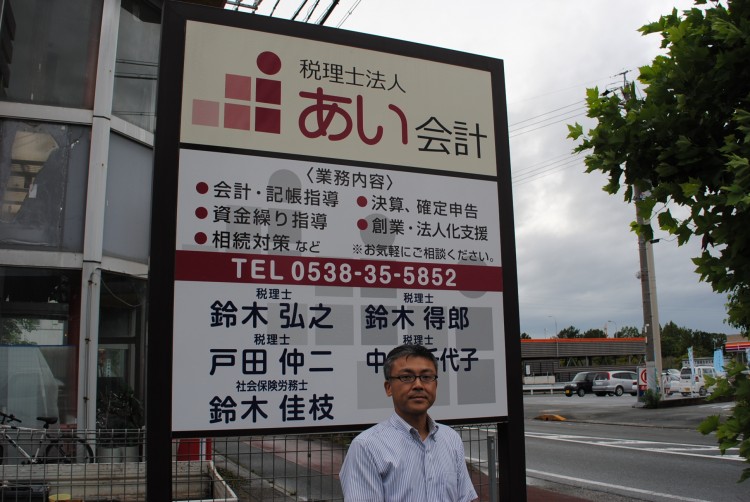 税理士法人
あい会計
〈業務内容〉
●会計・記帳指導 ●決算、確定申告
●資金繰り指導 ●創業・法人化支援
●相続対策 など ※お気軽にご相談ください。
TEL 0538-35-5852
税理士 税理士
鈴木 弘之 鈴木 得郎
税理士 税理士
戸田 仲二 中 千代子
社会保険労務士
鈴木 佳枝